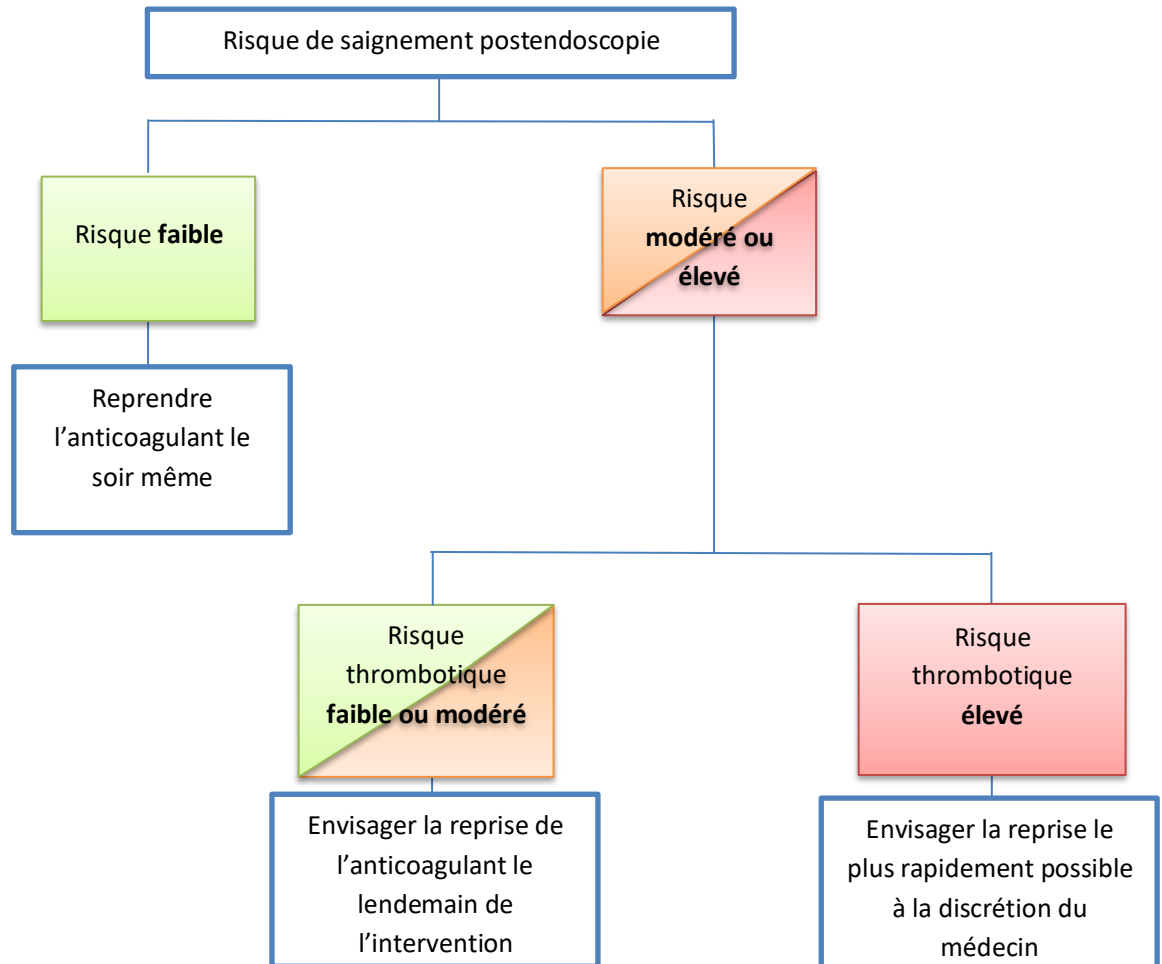 Risque de saignement postendoscopie
Risque faible
Risque
modéré ou
élevé
Reprendre
l’anticoagulant le
soir même
Risque
thrombotique
faible ou modéré
Risque
thrombotique
élevé
Envisager la reprise de
l’anticoagulant le
lendemain de
l’intervention
Envisager la reprise le
plus rapidement possible
à la discrétion du
médecin